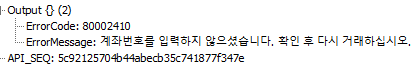 Output {} (2)
ErrorCode: 80002410
ErrorMessage: 계좌번호를 입력하지 않으셨습니다. 확인 후 다시 거래하십시오.
API_SEQ: 5c92125704b44abecb35c741877f347e